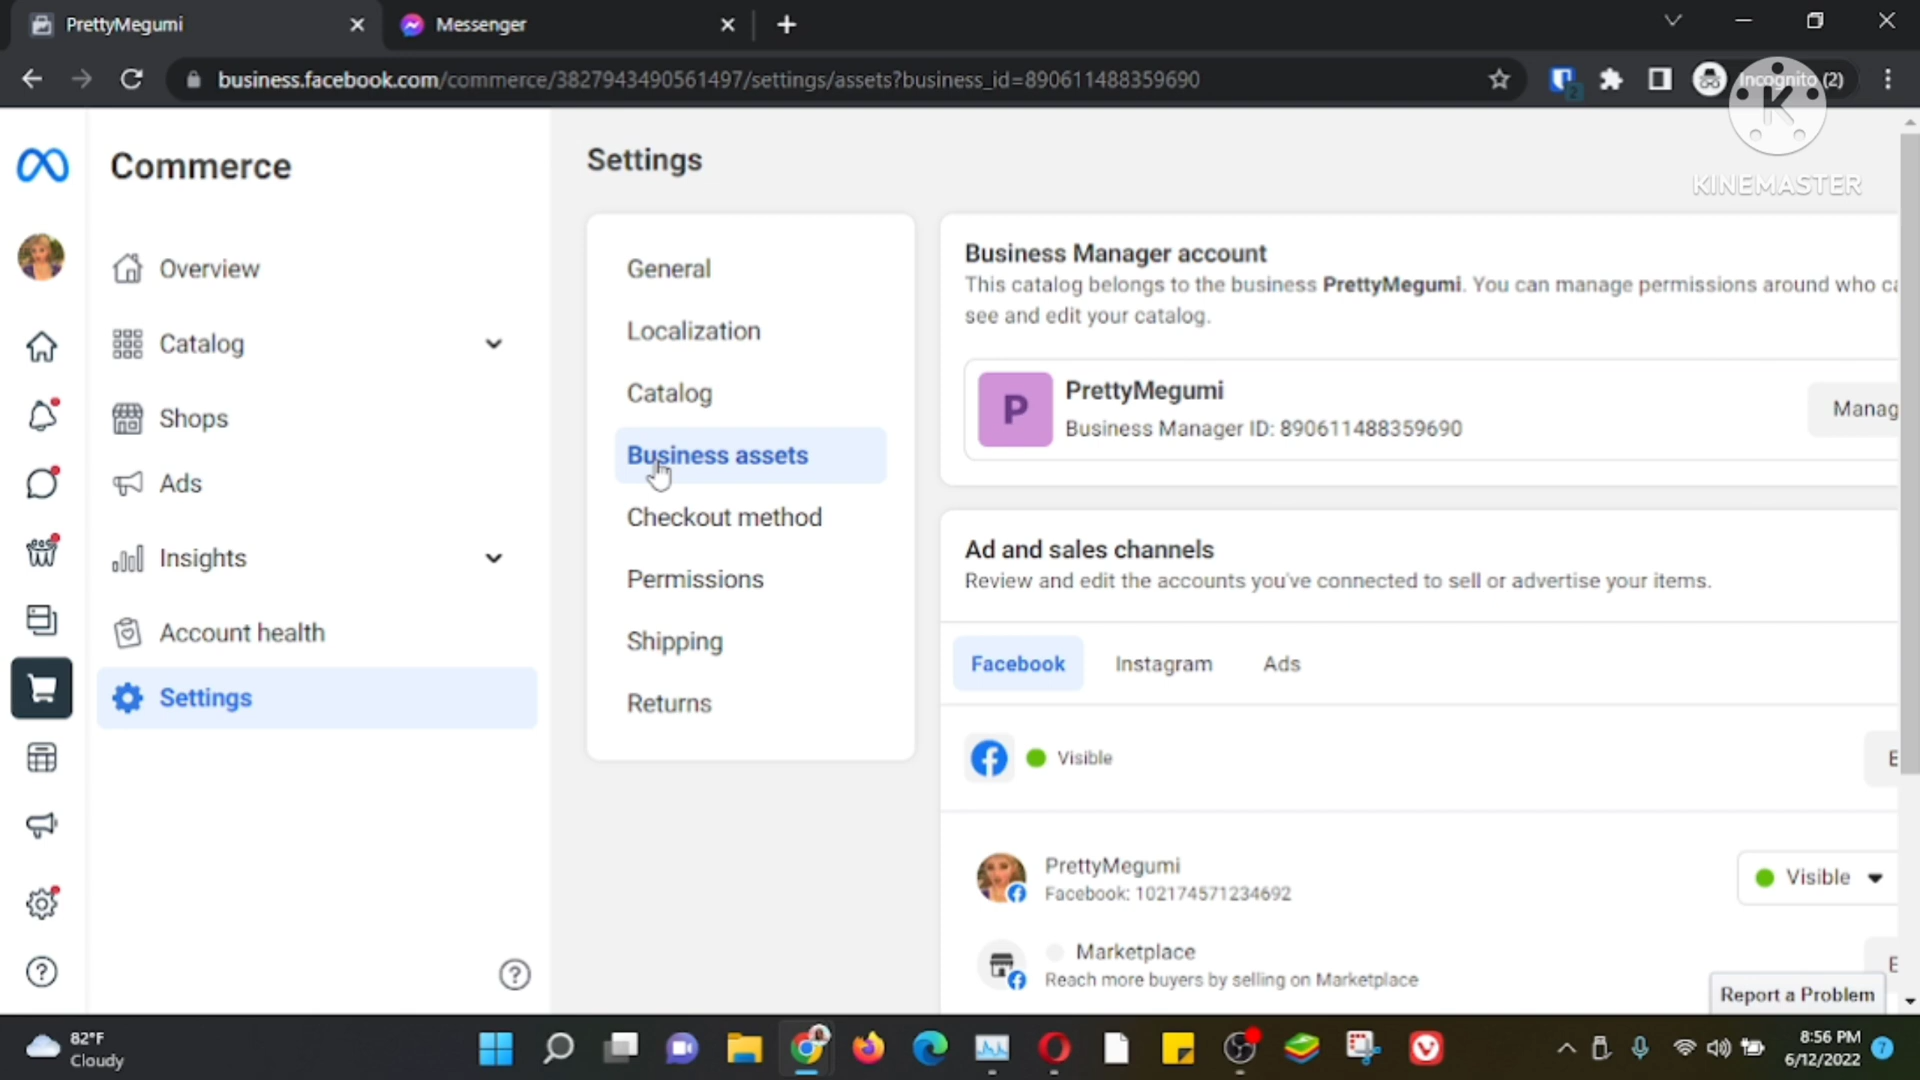 PrettyMegumi
Messenger
business.facebook.com/commerce/3827943490561497/settings/assets?business_id=890611488359690
2
Incognito (2)
K
KINEMASTER
Commerce
Overview
Catalog
Shops
Ads
Insights
Account health
Settings
Settings
General
Localization
Catalog
Business assets
Checkout method
Permissions
Shipping
Returns
Business Manager account
This catalog belongs to the business PrettyMegumi. You can manage permissions around who ca
see and edit your catalog.
P
PrettyMegumi
Business Manager ID: 890611488359690
Manag
Ad and sales channels
Review and edit the accounts you've connected to sell or advertise your items.
Facebook
Instagram
Ads
Visible
E
PrettyMegumi
Facebook: 102174571234692
Visible
Marketplace
Reach more buyers by selling on Marketplace
E
Report a Problem
82°F
Cloudy
8:56 PM
6/12/2022
7